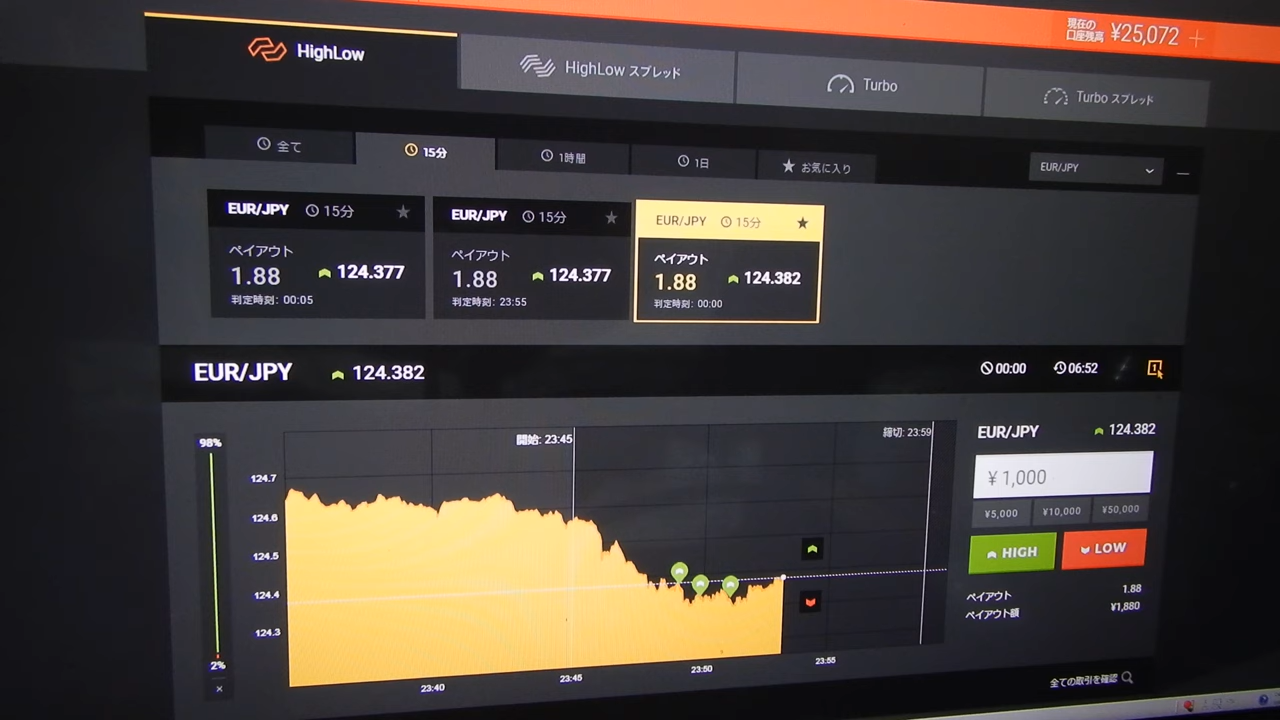 現在の
口座残高 ¥25,072
HighLow
HighLow スプレッド
Turbo
Turbo スプレッド
全て
15分
1時間
1日
お気に入り
EUR/JPY
EUR/JPY 15分
ペイアウト
1.88 124.377
判定時刻: 00:05
EUR/JPY 15分
ペイアウト
1.88 124.377
判定時刻: 23:55
EUR/JPY 15分
ペイアウト
1.88 124.382
判定時刻: 00:00
EUR/JPY 124.382
00:00 06:52
1
98%
2%
×
開始: 23:45
締切: 23:59
124.7
124.6
124.5
124.4
124.3
23:40
23:45
23:50
23:55
EUR/JPY 124.382
¥ 1,000
¥5,000 ¥10,000 ¥50,000
HIGH LOW
ペイアウト 1.88
ペイアウト額 ¥1,880
全ての取引を確認